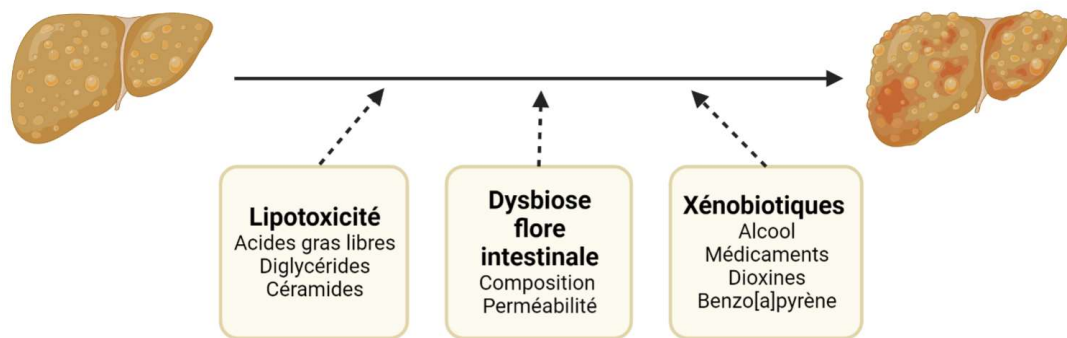 Lipotoxicité
Acides gras libres
Diglycérides
Céramides
Dysbiose
flore
intestinale
Composition
Perméabilité
Xénobiotiques
Alcool
Médicaments
Dioxines
Benzo[a]pyrène